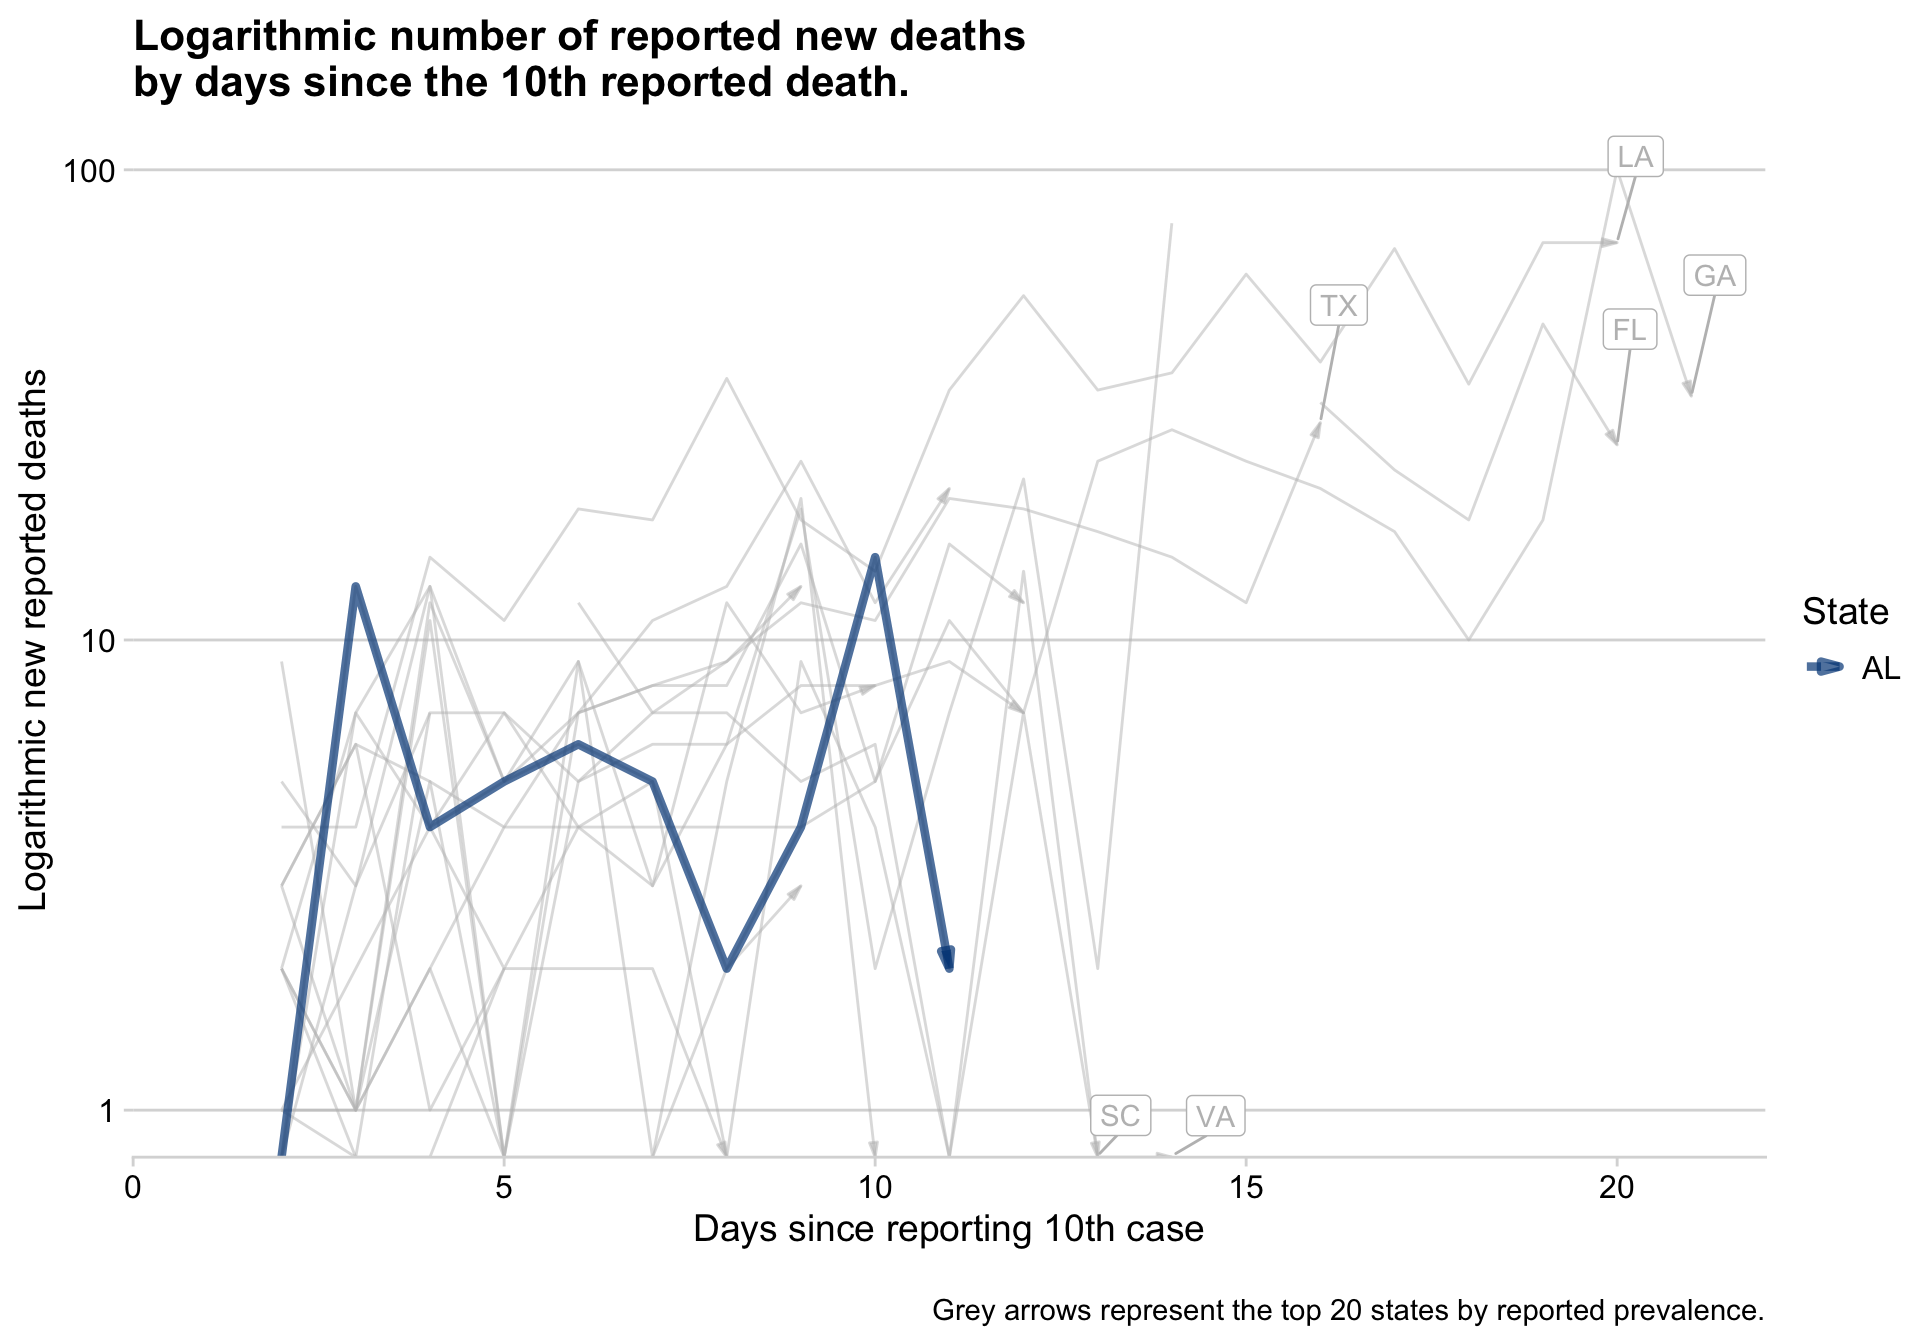 Logarithmic number of reported new deaths
by days since the 10th reported death.
Logarithmic new reported deaths
100
10
1
LA
GA
TX
FL
SC
VA
State
AL
0
5
10
15
20
Days since reporting 10th case
Grey arrows represent the top 20 states by reported prevalence.